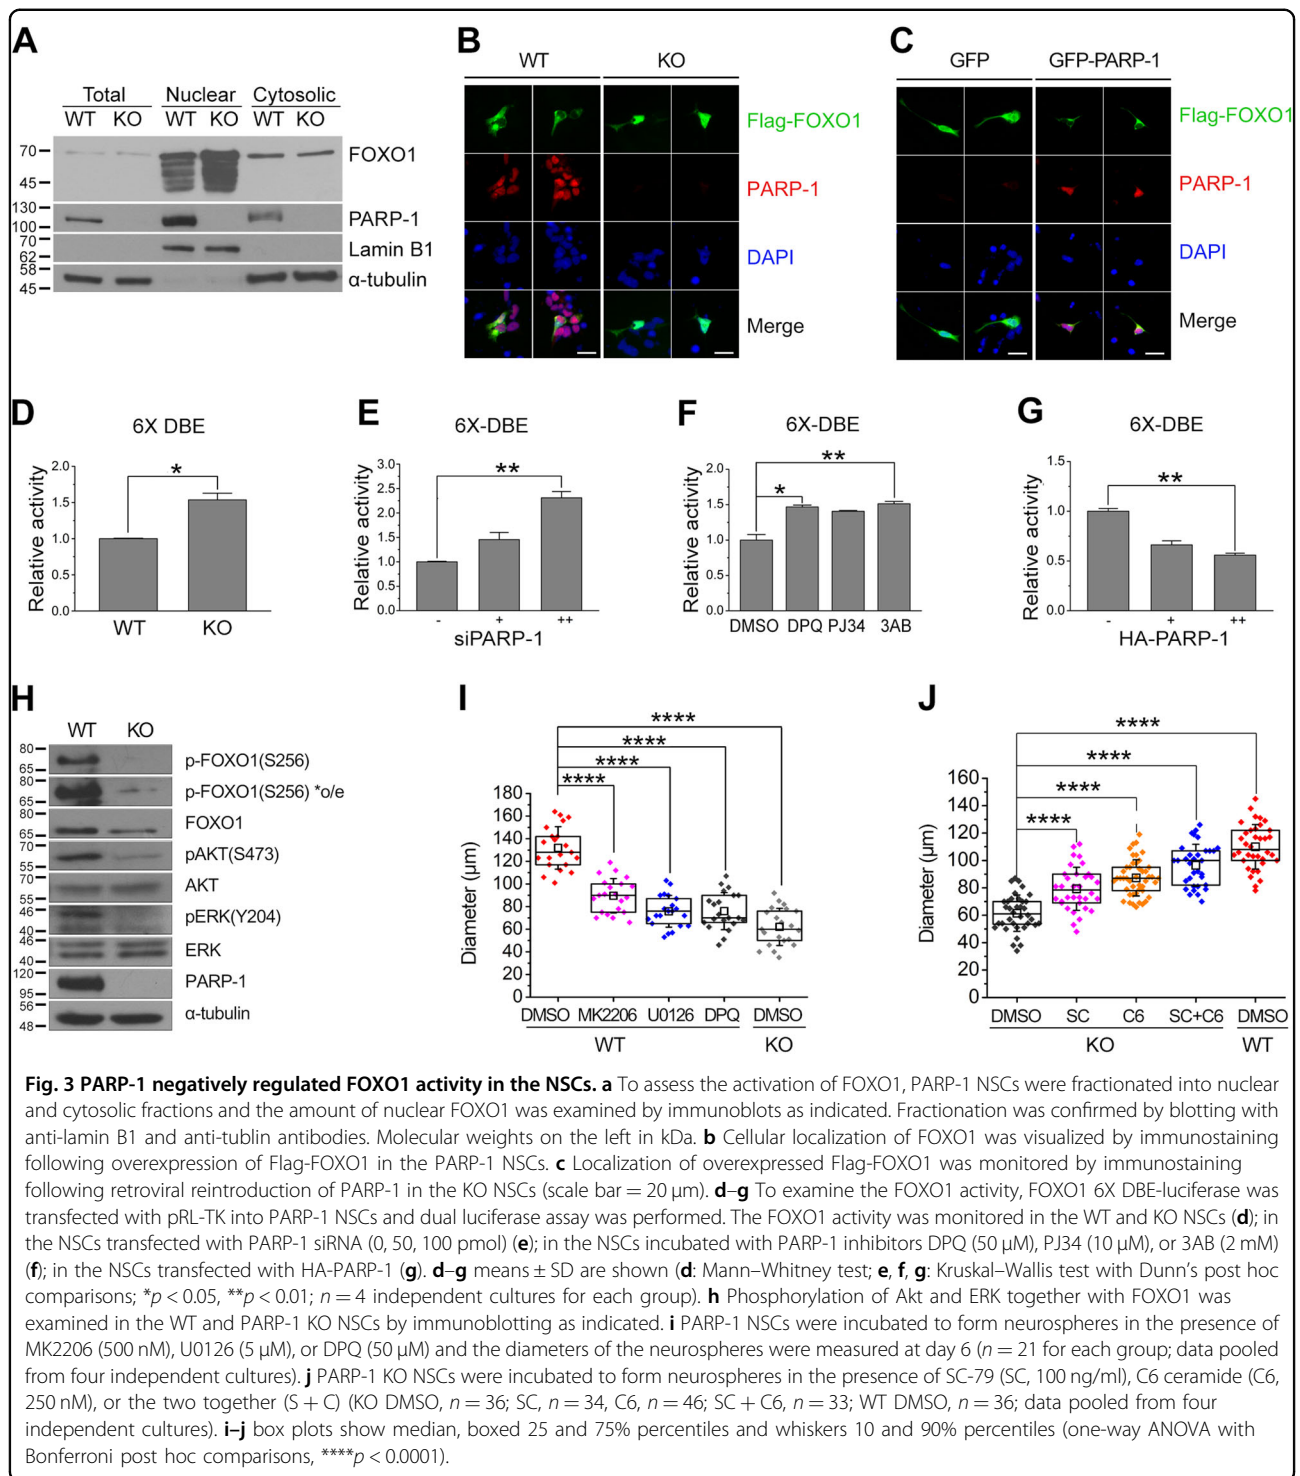 A
Total Nuclear Cytosolic
WT KO WT KO WT KO
70
45
FOXO1
130
100
PARP-1
70
62
Lamin B1
58
45
α-tubulin
B
WT KO
Flag-FOXO1
PARP-1
DAPI
Merge
C
GFP GFP-PARP-1
Flag-FOXO1
PARP-1
DAPI
Merge
D
6X DBE
Relative activity
2.0
1.5
1.0
0.5
0.0
*
WT KO
E
6X-DBE
Relative activity
3.0
2.5
2.0
1.5
1.0
0.5
0.0
**
- + ++
siPARP-1
F
6X-DBE
Relative activity
2.0
1.5
1.0
0.5
0.0
**
*
DMSO DPQ PJ34 3AB
G
6X-DBE
Relative activity
1.5
1.0
0.5
0.0
**
- + ++
HA-PARP-1
H
WT KO
80
65
p-FOXO1(S256)
80
65
p-FOXO1(S256) *o/e
80
65
FOXO1
70
55
pAKT(S473)
70
55
AKT
46
40
pERK(Y204)
46
40
ERK
120
95
PARP-1
56
48
α-tubulin
I
****
****
****
****
Diameter (µm)
180
160
140
120
100
80
60
40
20
0
DMSO MK2206 U0126 DPQ DMSO
WT KO
J
****
****
****
****
Diameter (µm)
160
140
120
100
80
60
40
20
0
DMSO SC C6 SC+C6 DMSO
KO WT
Fig. 3 PARP-1 negatively regulated FOXO1 activity in the NSCs. a To assess the activation of FOXO1, PARP-1 NSCs were fractionated into nuclear
and cytosolic fractions and the amount of nuclear FOXO1 was examined by immunoblots as indicated. Fractionation was confirmed by blotting with
anti-lamin B1 and anti-tublin antibodies. Molecular weights on the left in kDa. b Cellular localization of FOXO1 was visualized by immunostaining
following overexpression of Flag-FOXO1 in the PARP-1 NSCs. c Localization of overexpressed Flag-FOXO1 was monitored by immunostaining
following retroviral reintroduction of PARP-1 in the KO NSCs (scale bar = 20 µm). d–g To examine the FOXO1 activity, FOXO1 6X DBE-luciferase was
transfected with pRL-TK into PARP-1 NSCs and dual luciferase assay was performed. The FOXO1 activity was monitored in the WT and KO NSCs (d); in
the NSCs transfected with PARP-1 siRNA (0, 50, 100 pmol) (e); in the NSCs incubated with PARP-1 inhibitors DPQ (50 µM), PJ34 (10 µM), or 3AB (2 mM)
(f); in the NSCs transfected with HA-PARP-1 (g). d–g means ± SD are shown (d: Mann–Whitney test; e, f, g: Kruskal–Wallis test with Dunn's post hoc
comparisons; *p < 0.05, **p < 0.01; n = 4 independent cultures for each group). h Phosphorylation of Akt and ERK together with FOXO1 was
examined in the WT and PARP-1 KO NSCs by immunoblotting as indicated. i PARP-1 NSCs were incubated to form neurospheres in the presence of
MK2206 (500 nM), U0126 (5 µM), or DPQ (50 µM) and the diameters of the neurospheres were measured at day 6 (n = 21 for each group; data pooled
from four independent cultures). j PARP-1 KO NSCs were incubated to form neurospheres in the presence of SC-79 (SC, 100 ng/ml), C6 ceramide (C6,
250 nM), or the two together (S + C) (KO DMSO, n = 36; SC, n = 34, C6, n = 46; SC + C6, n = 33; WT DMSO, n = 36; data pooled from four
independent cultures). i–j box plots show median, boxed 25 and 75% percentiles and whiskers 10 and 90% percentiles (one-way ANOVA with
Bonferroni post hoc comparisons, ****p < 0.0001).